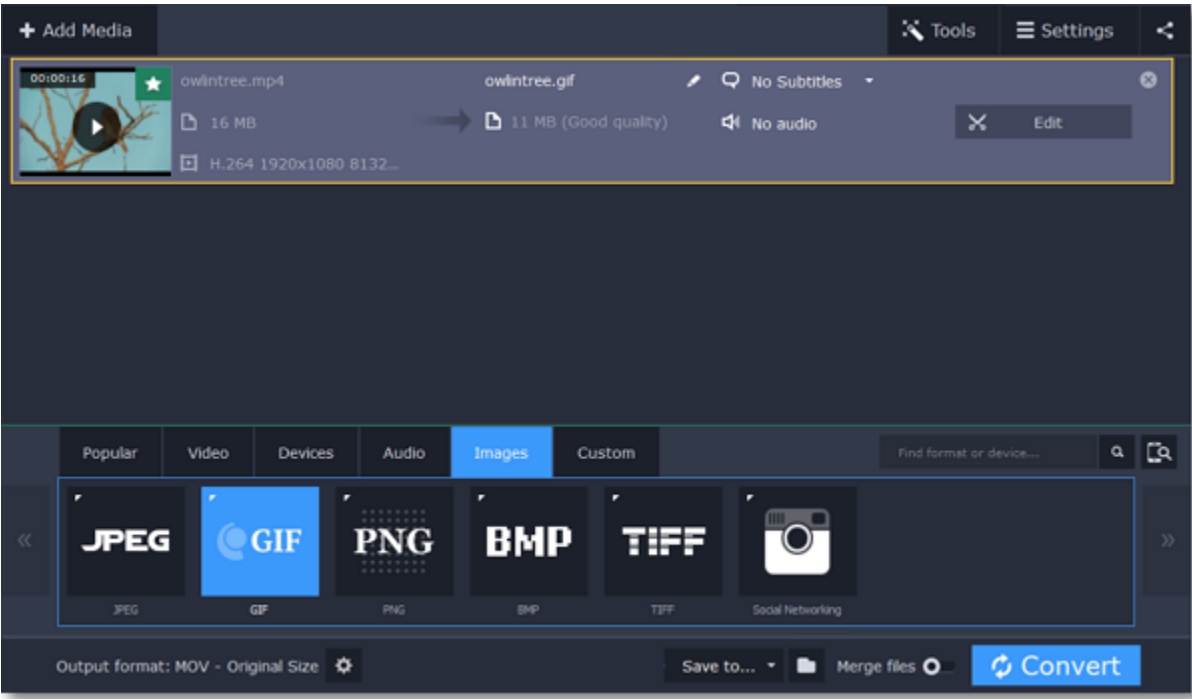 Add Media
Tools
Settings
00:00:16
owlintree.mp4
owlintree.gif
No Subtitles
16 MB
11 MB (Good quality)
No audio
Edit
H.264 1920x1080 8132...
Popular
Video
Devices
Audio
Images
Custom
Find format or device...
JPEG
GIF
PNG
BMP
TIFF
JPEG
GIF
PNG
BMP
TIFF
Social Networking
Output format: MOV - Original Size
Save to...
Merge files
Convert